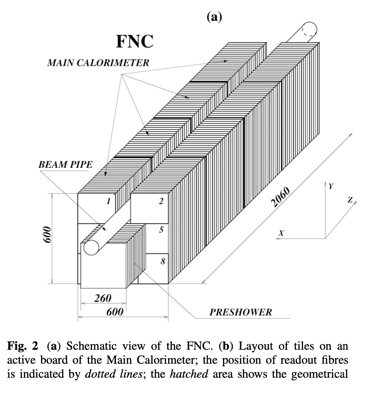 (a)
FNC
MAIN CALORIMETER
BEAM PIPE
1
2
5
8
600
2060
Y
Z
X
260
600
PRESHOWER
Fig. 2 (a) Schematic view of the FNC. (b) Layout of tiles on an
active board of the Main Calorimeter; the position of readout fibres
is indicated by dotted lines; the hatched area shows the geometrical